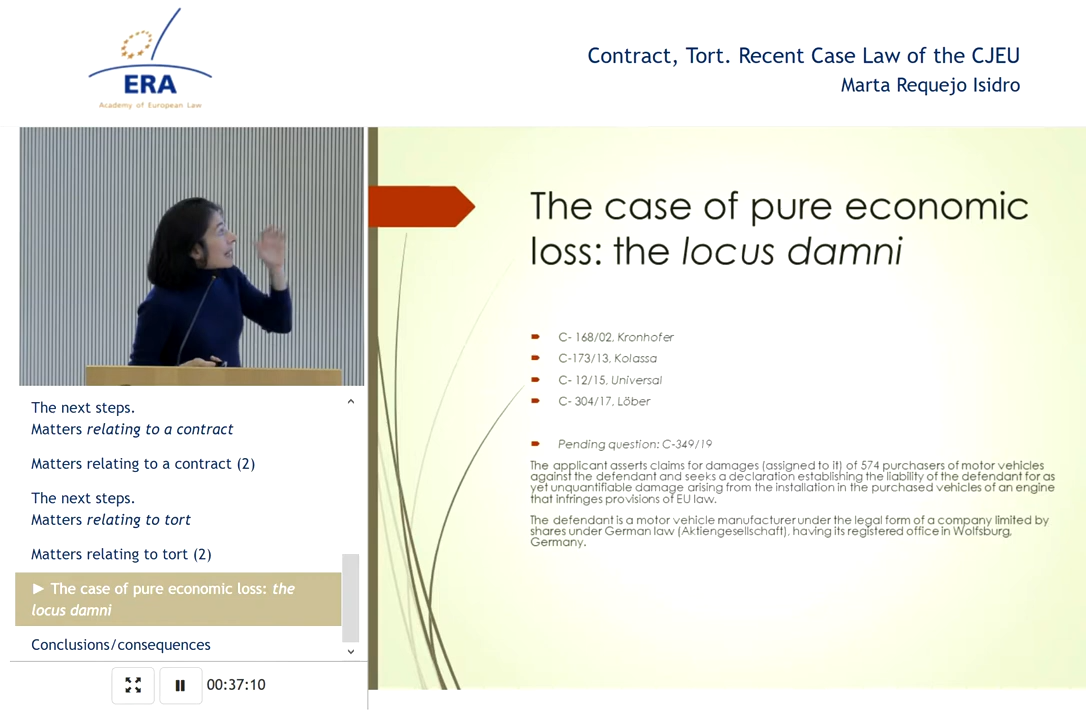 ERA
Academy of European Law
Contract, Tort. Recent Case Law of the CJEU
Marta Requejo Isidro
The next steps.
Matters relating to a contract
Matters relating to a contract (2)
The next steps.
Matters relating to tort
Matters relating to tort (2)
► The case of pure economic loss: the
locus damni
Conclusions/consequences
00:37:10
The case of pure economic
loss: the locus damni
C- 168/02, Kronhofer
C-173/13, Kolassa
C- 12/15, Universal
C- 304/17, Löber
Pending question: C-349/19
The applicant asserts claims for damages (assigned to it) of 574 purchasers of motor vehicles
against the defendant and seeks a declaration establishing the liability of the defendant for as
yet unquantifiable damage arising from the installation in the purchased vehicles of an engine
that infringes provisions of EU law.
The defendant is a motor vehicle manufacturer under the legal form of a company limited by
shares under German law (Aktiengesellschaft), having its registered office in Wolfsburg,
Germany.